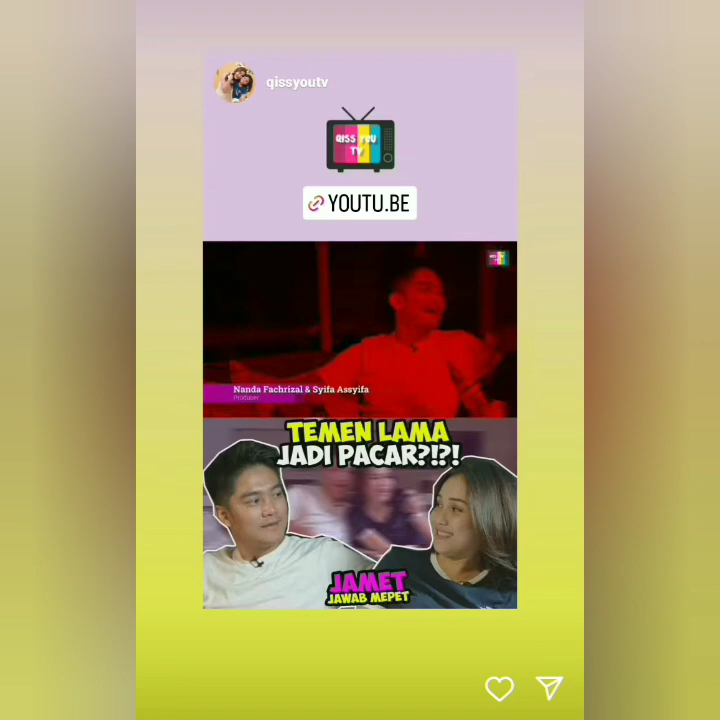 qissyoutv
QISS YOU
TV
YOUTU.BE
Nanda Fachrizal & Syifa Assyifa
Producer
TEMEN LAMA
JADI PACAR?!?!
JAMET
JAWAB MEPET